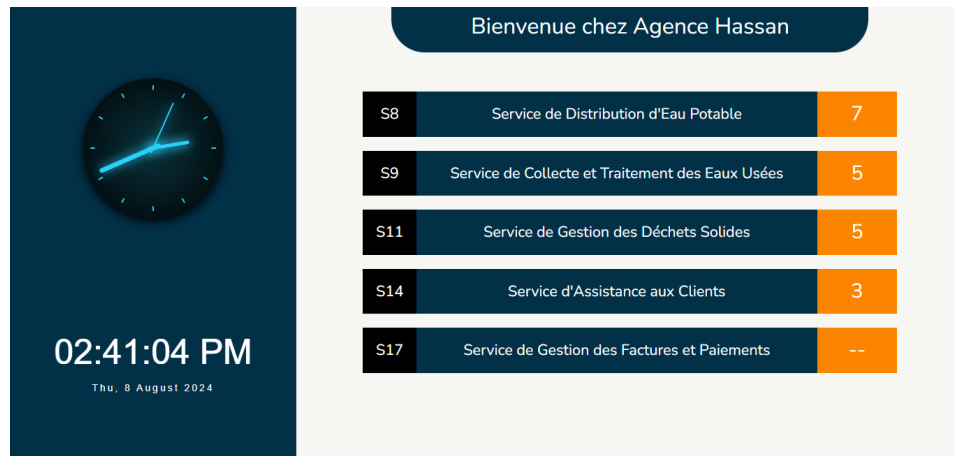 Bienvenue chez Agence Hassan
S8 Service de Distribution d'Eau Potable 7
S9 Service de Collecte et Traitement des Eaux Usées 5
S11 Service de Gestion des Déchets Solides 5
S14 Service d'Assistance aux Clients 3
S17 Service de Gestion des Factures et Paiements --
02:41:04 PM
Thu, 8 August 2024